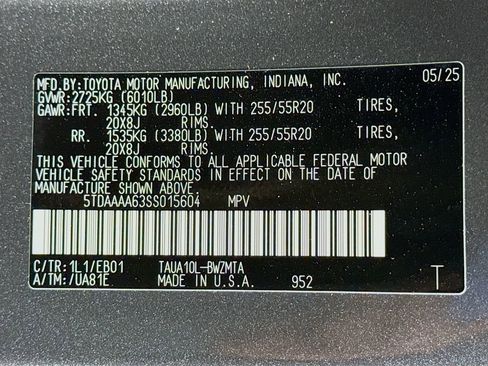 MFD.BY: TOYOTA MOTOR MANUFACTURING, INDIANA, INC. 05/25
GVWR: 2725KG (6010LB)
GAWR: FRT. 1345KG (2960LB) WITH 255/55R20 TIRES,
20X8J RIMS.
RR. 1535KG (3380LB) WITH 255/55R20 TIRES,
20X8J RIMS.
THIS VEHICLE CONFORMS TO ALL APPLICABLE FEDERAL MOTOR
VEHICLE SAFETY STANDARDS IN EFFECT ON THE DATE OF
MANUFACTURE SHOWN ABOVE.
5TDAAAA63SS015604 MPV
C/TR: 1L1/EB01 TAUA10L-BWZMTA
A/TM: /UA81E MADE IN U.S.A. 952 T